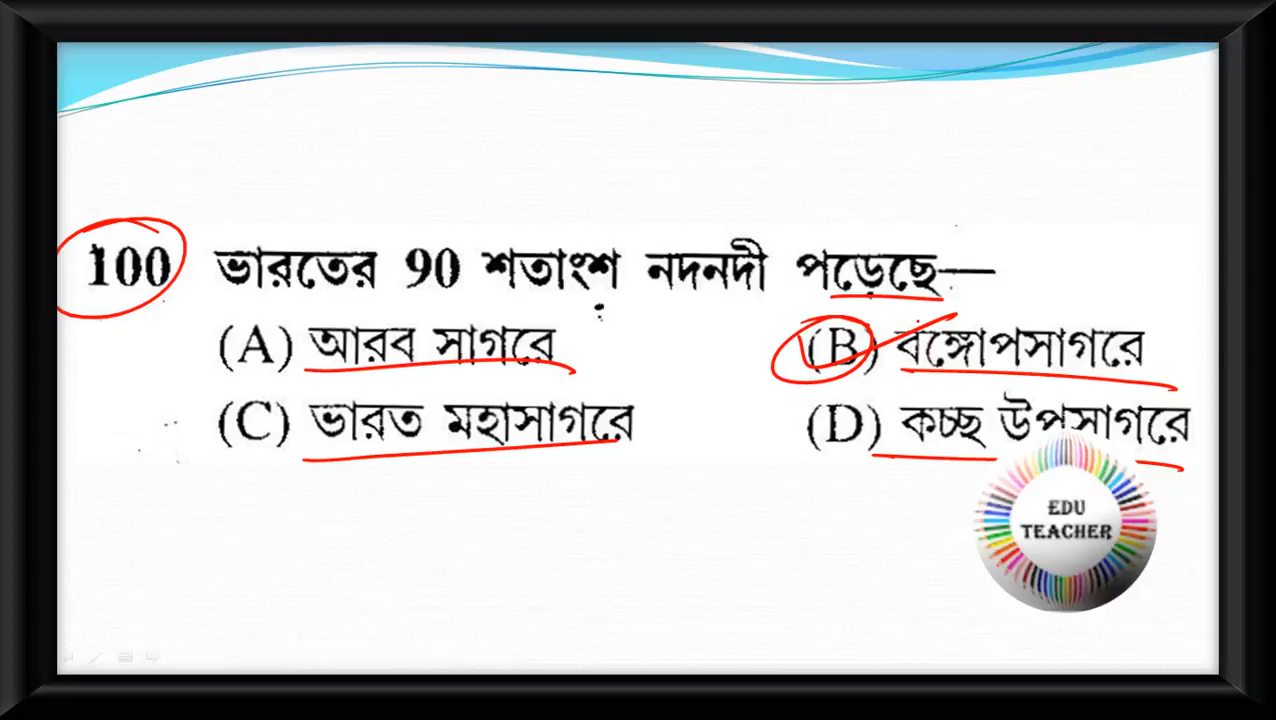 100 ভারতের 90 শতাংশ নদনদী পড়েছে—
(A) আরব সাগরে (B) বঙ্গোপসাগরে
(C) ভারত মহাসাগরে (D) কচ্ছ উপসাগরে
EDU
TEACHER